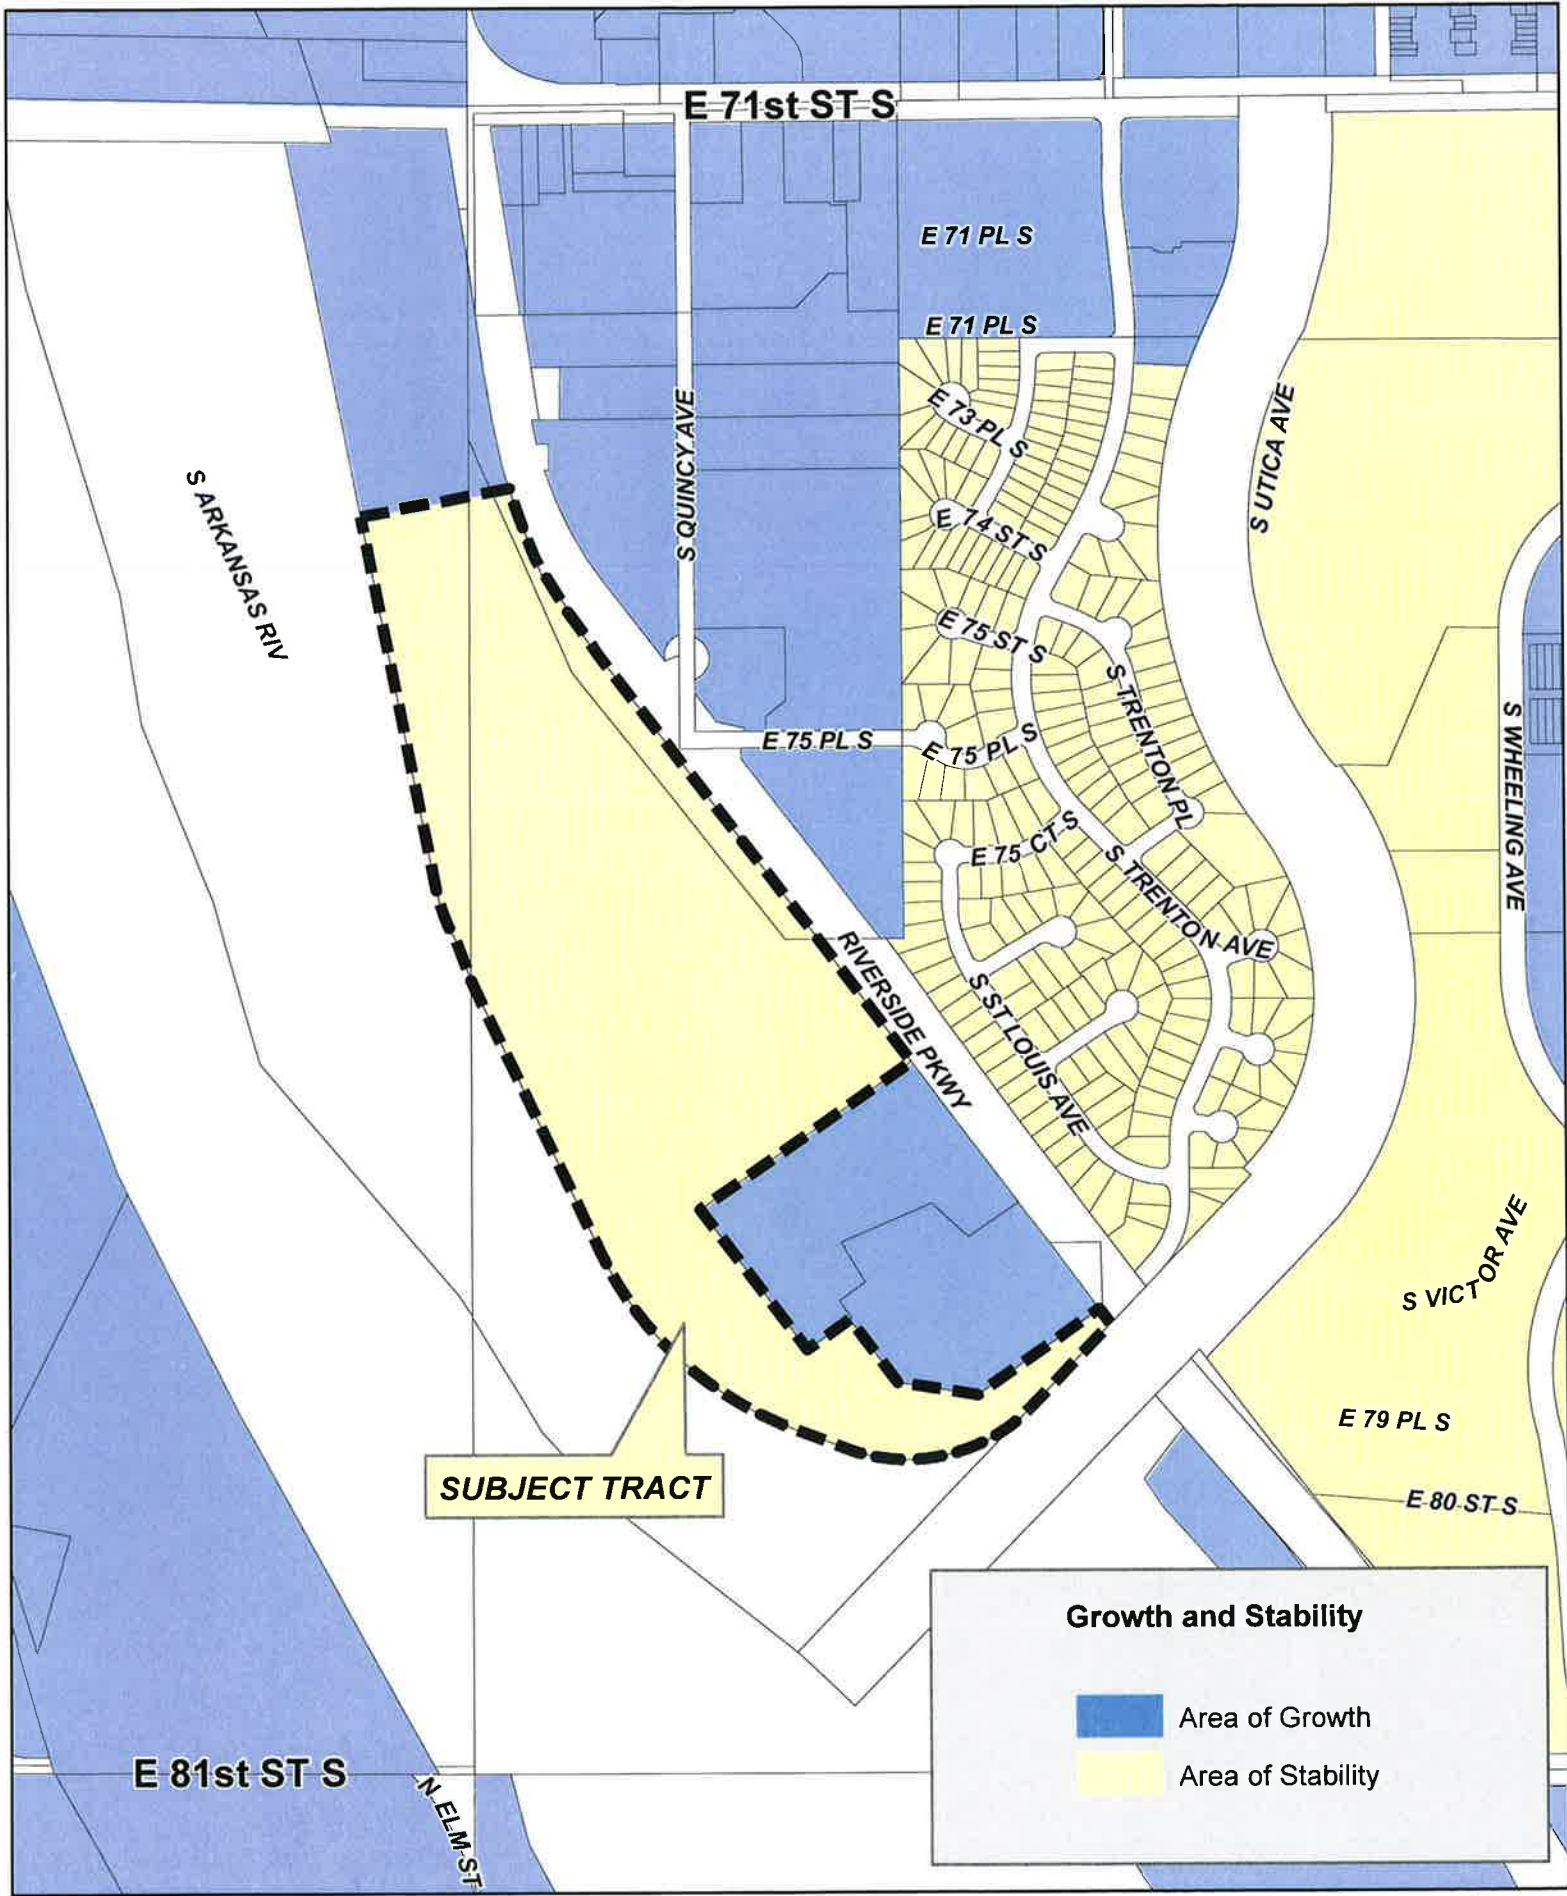 E 71st ST S
E 71 PL S
E 71 PL S
E 73 PL S
S UTICA AVE
S QUINCY AVE
S ARKANSAS RIV
E 74 ST S
E 75 ST S
S TRENTON PL
S WHEELING AVE
E 75 PL S
E 75 PL S
E 75 CT S
S TRENTON AVE
RIVERSIDE PKWY
S ST LOUIS AVE
S VICTOR AVE
E 79 PL S
SUBJECT TRACT
E 80 ST S
Growth and Stability
Area of Growth
Area of Stability
E 81st ST S
N ELM ST